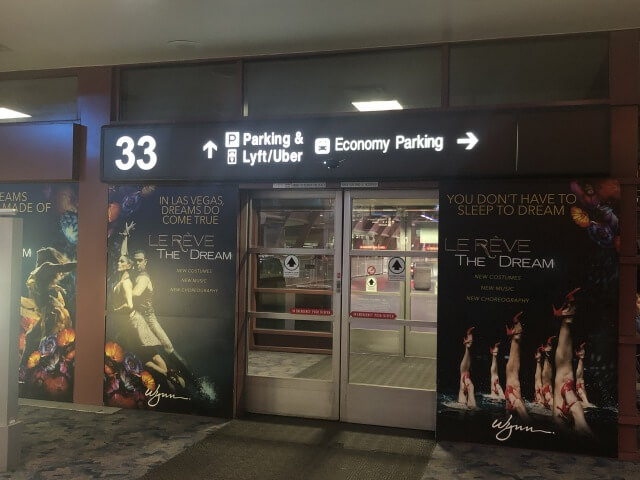 33
↑ P Parking &
Lyft/Uber
Economy Parking →
EAMS
MADE OF
M
IN LAS VEGAS,
DREAMS DO
COME TRUE
LE RÊVE
THE DREAM
NEW COSTUMES
NEW MUSIC
NEW CHOREOGRAPHY
Wynn
YOU DON'T HAVE TO
SLEEP TO DREAM
LE RÊVE
THE DREAM
NEW COSTUMES
NEW MUSIC
NEW CHOREOGRAPHY
Wynn